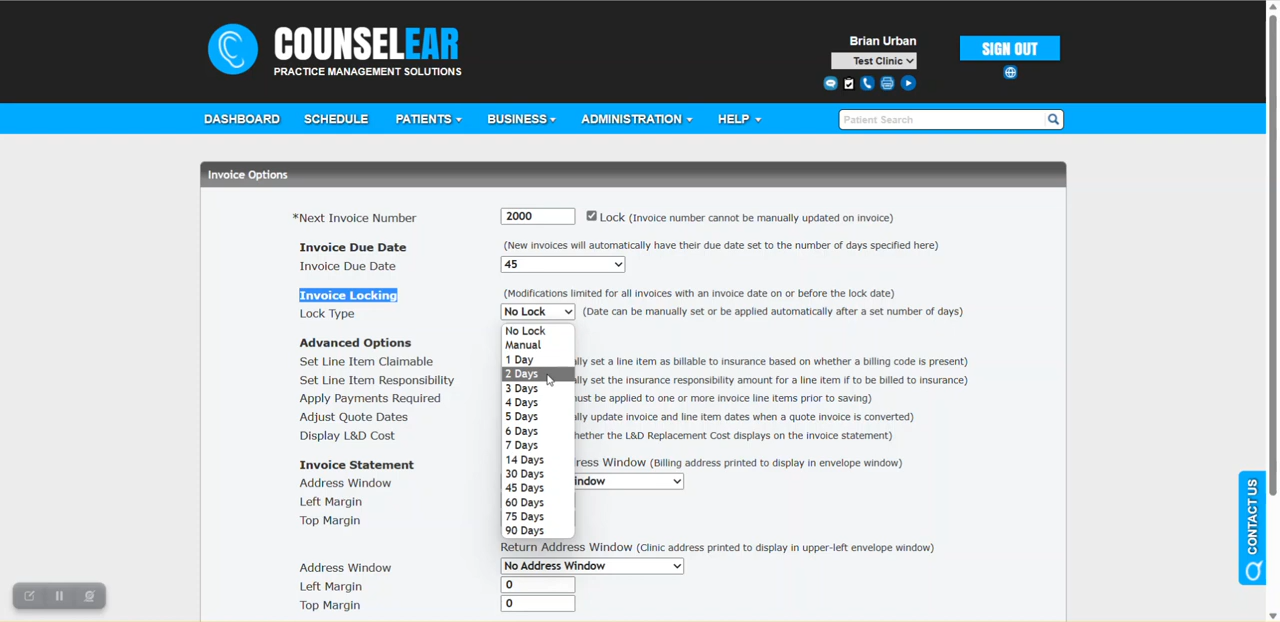 COUNSELEAR
PRACTICE MANAGEMENT SOLUTIONS
Brian Urban
Test Clinic
SIGN OUT
DASHBOARD SCHEDULE PATIENTS BUSINESS ADMINISTRATION HELP Patient Search
Invoice Options
*Next Invoice Number 2000 Lock (Invoice number cannot be manually updated on invoice)
Invoice Due Date (New invoices will automatically have their due date set to the number of days specified here)
Invoice Due Date 45
Invoice Locking (Modifications limited for all invoices with an invoice date on or before the lock date)
Lock Type No Lock (Date can be manually set or be applied automatically after a set number of days)
No Lock
Advanced Options Manual
Set Line Item Claimable 1 Day lly set a line item as billable to insurance based on whether a billing code is present)
2 Days
Set Line Item Responsibility 3 Days lly set the insurance responsibility amount for a line item if to be billed to insurance)
Apply Payments Required 4 Days ust be applied to one or more invoice line items prior to saving)
Adjust Quote Dates 5 Days lly update invoice and line item dates when a quote invoice is converted)
Display L&D Cost 6 Days hether the L&D Replacement Cost displays on the invoice statement)
7 Days
Invoice Statement 14 Days ress Window (Billing address printed to display in envelope window)
Address Window 30 Days indow
45 Days
Left Margin 60 Days
Top Margin 75 Days
90 Days
Return Address Window (Clinic address printed to display in upper-left envelope window)
Address Window No Address Window
Left Margin 0
Top Margin 0
CONTACT US